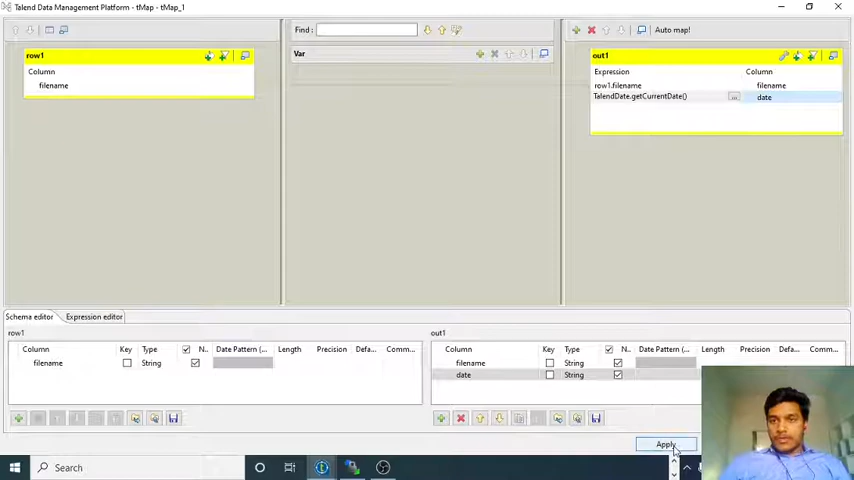 Talend Data Management Platform - tMap - tMap_1
Find :
Auto map!
row1
Column
filename
Var
out1
Expression
Column
row1.filename
filename
TalendDate.getCurrentDate()
...
date
Schema editor
Expression editor
row1
Column
Key
Type
N..
Date Pattern (...
Length
Precision
Defa...
Comm...
filename
String
out1
Column
Key
Type
N..
Date Pattern (...
Length
Precision
Defa...
Comm...
filename
String
date
String
Apply
Search